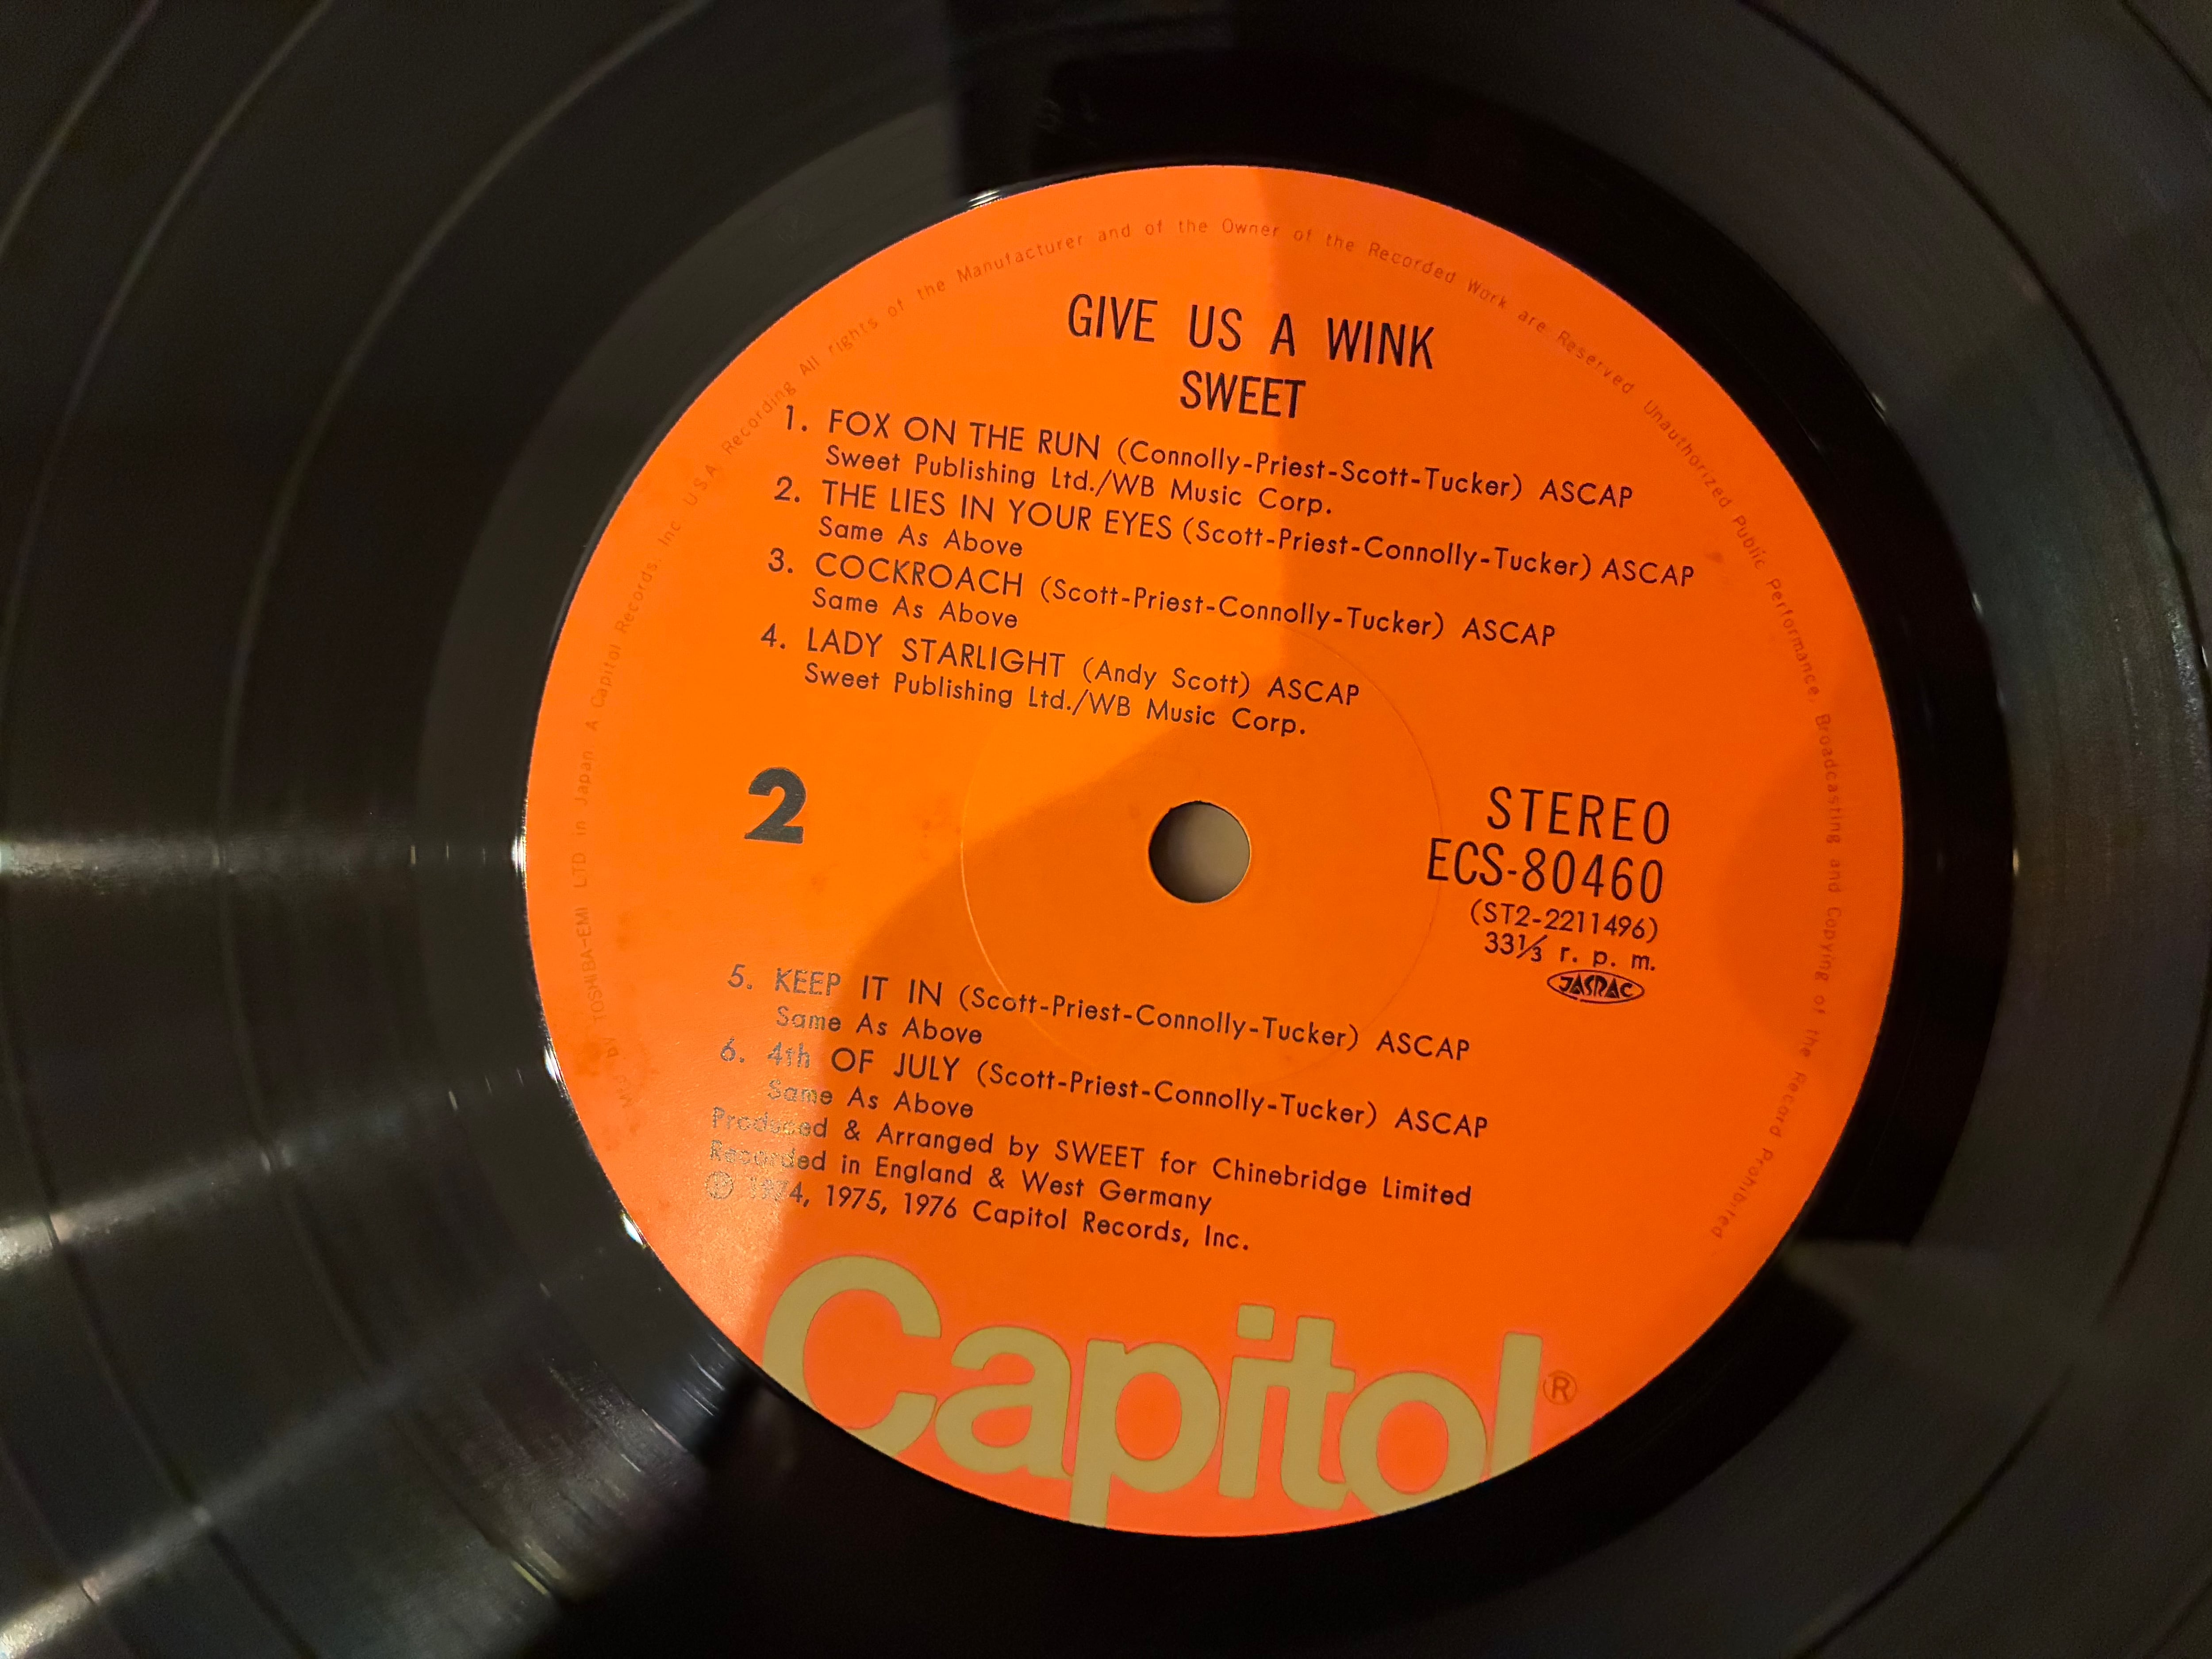 Mfd. by TOSHIBA-EMI LTD in Japan. A Capitol Records, Inc. U.S.A. Recording All rights of the Manufacturer and of the Owner of the Recorded Work are Reserved Unauthorized Public Performance, Broadcasting and Copying of the Record Prohibited
GIVE US A WINK
SWEET
1. FOX ON THE RUN (Connolly-Priest-Scott-Tucker) ASCAP
Sweet Publishing Ltd./WB Music Corp.
2. THE LIES IN YOUR EYES (Scott-Priest-Connolly-Tucker) ASCAP
Same As Above
3. COCKROACH (Scott-Priest-Connolly-Tucker) ASCAP
Same As Above
4. LADY STARLIGHT (Andy Scott) ASCAP
Sweet Publishing Ltd./WB Music Corp.
2
STEREO
ECS-80460
(ST2-2211496)
33⅓ r. p. m.
JASRAC
5. KEEP IT IN (Scott-Priest-Connolly-Tucker) ASCAP
Same As Above
6. 4th OF JULY (Scott-Priest-Connolly-Tucker) ASCAP
Same As Above
Produced & Arranged by SWEET for Chinebridge Limited
Recorded in England & West Germany
Ⓟ 1974, 1975, 1976 Capitol Records, Inc.
Capitol®